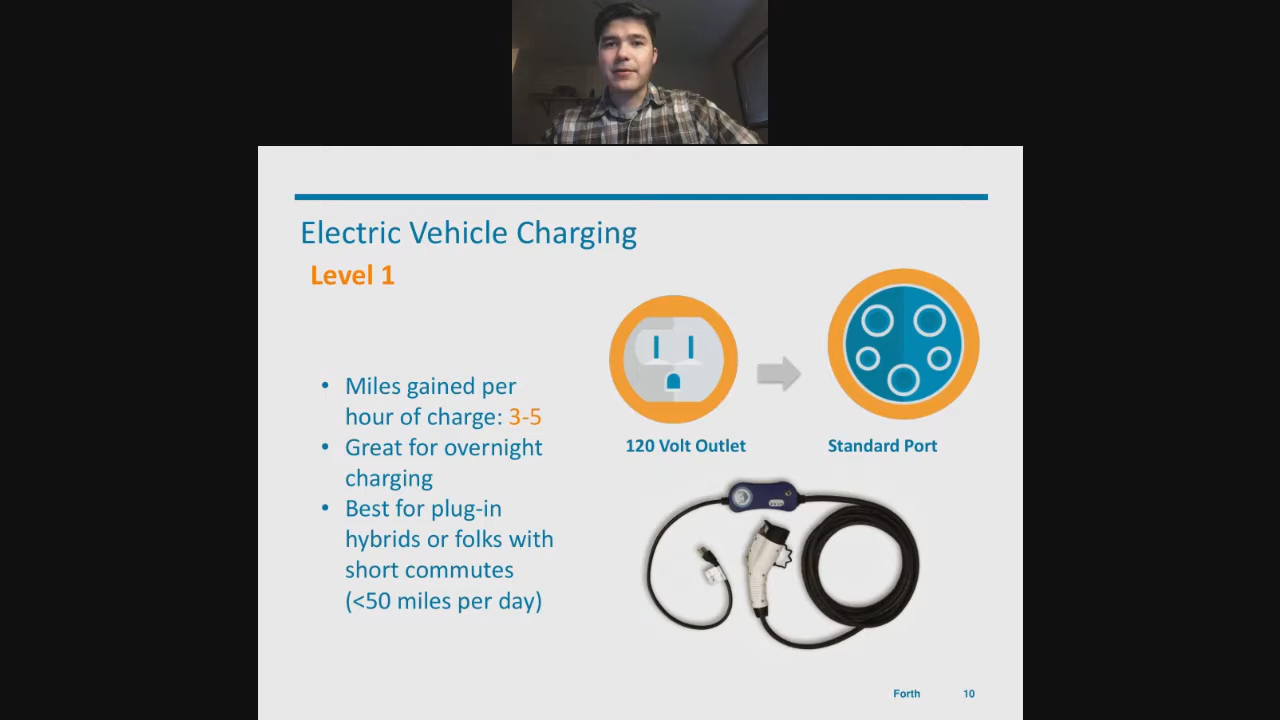 Electric Vehicle Charging
Level 1
• Miles gained per
hour of charge: 3-5
• Great for overnight
charging
• Best for plug-in
hybrids or folks with
short commutes
(<50 miles per day)
120 Volt Outlet
Standard Port
Forth
10